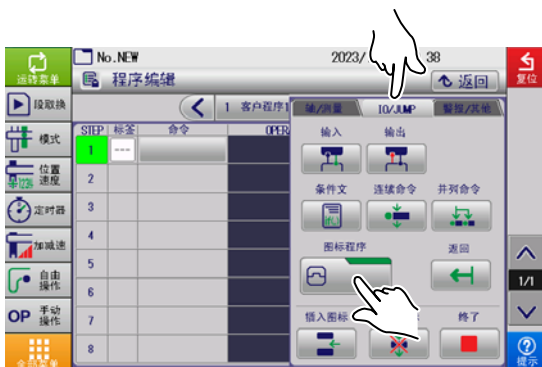 运转菜单
No.NEW
2023/
38
复位
程序编辑
返回
段取换
1 客户程序1
轴/测量
IO/JUMP
警报/其他
模式
STEP 标签 命令 OPER
输入 输出
1 ---
位置
速度
2
条件文 连续命令 并列命令
定时器
3
if()
加减速
4
图标程序 返回
5
自由
操作
1/1
6
OP 手动
操作
7
插入图标 终了
全部菜单
8
提示